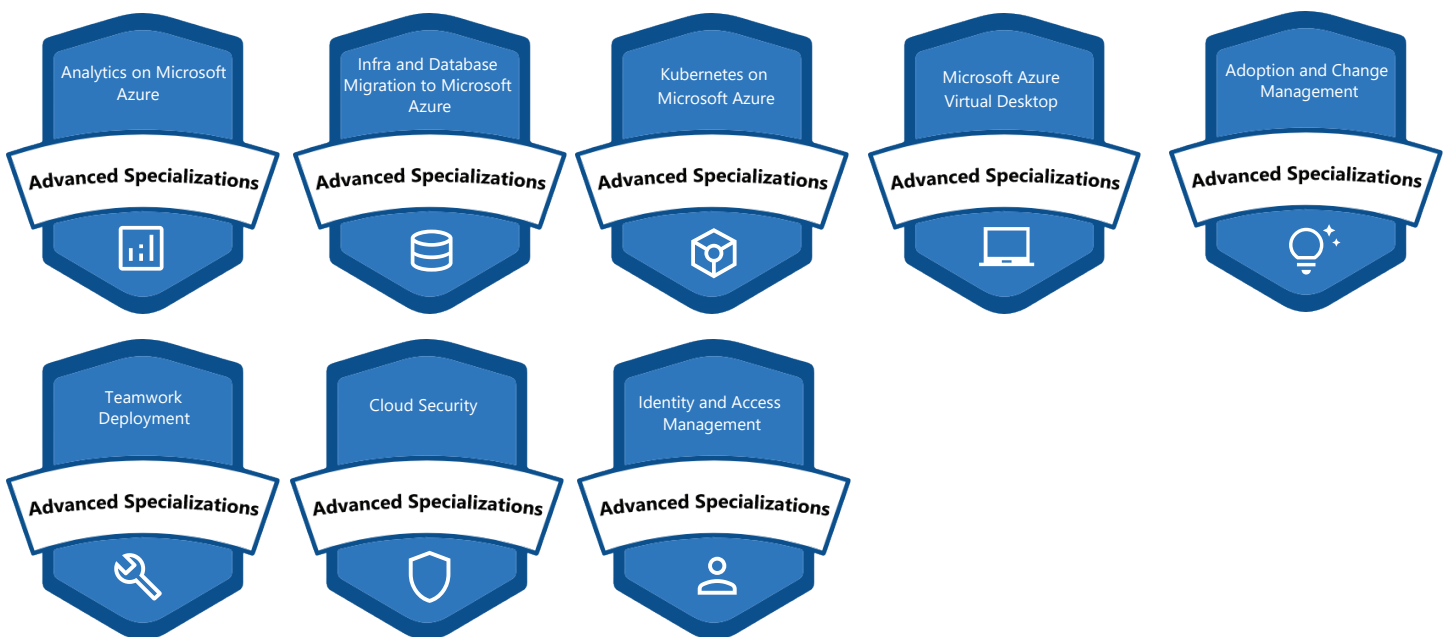 Analytics on Microsoft
Azure
Advanced Specializations
Infra and Database
Migration to Microsoft
Azure
Advanced Specializations
Kubernetes on
Microsoft Azure
Advanced Specializations
Microsoft Azure
Virtual Desktop
Advanced Specializations
Adoption and Change
Management
Advanced Specializations
Teamwork
Deployment
Advanced Specializations
Cloud Security
Advanced Specializations
Identity and Access
Management
Advanced Specializations